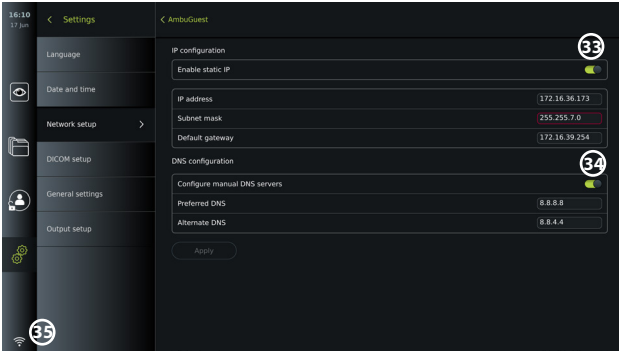 16:10
17 Jun
< Settings
< AmbuGuest
Language
Date and time
Network setup >
DICOM setup
General settings
Output setup
IP configuration
33
Enable static IP
IP address 172.16.36.173
Subnet mask 255.255.7.0
Default gateway 172.16.39.254
DNS configuration
34
Configure manual DNS servers
Preferred DNS 8.8.8.8
Alternate DNS 8.8.4.4
Apply
35